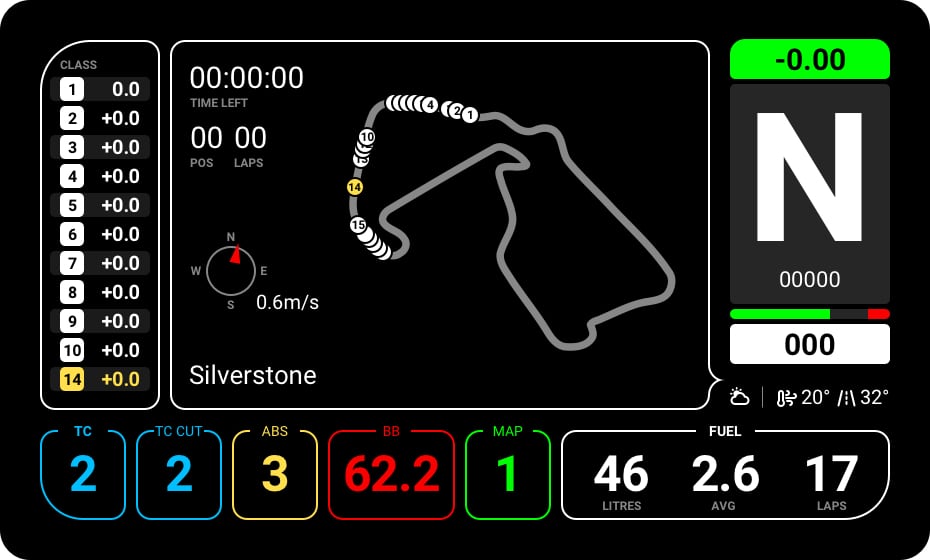 CLASS
1 0.0
2 +0.0
3 +0.0
4 +0.0
5 +0.0
6 +0.0
7 +0.0
8 +0.0
9 +0.0
10 +0.0
14 +0.0
00:00:00
TIME LEFT
00 00
POS LAPS
4 2 1
10
14
15
N
W E
S
0.6m/s
Silverstone
-0.00
N
00000
000
20° 32°
TC
2
TC CUT
2
ABS
3
BB
62.2
MAP
1
FUEL
46 2.6 17
LITRES AVG LAPS